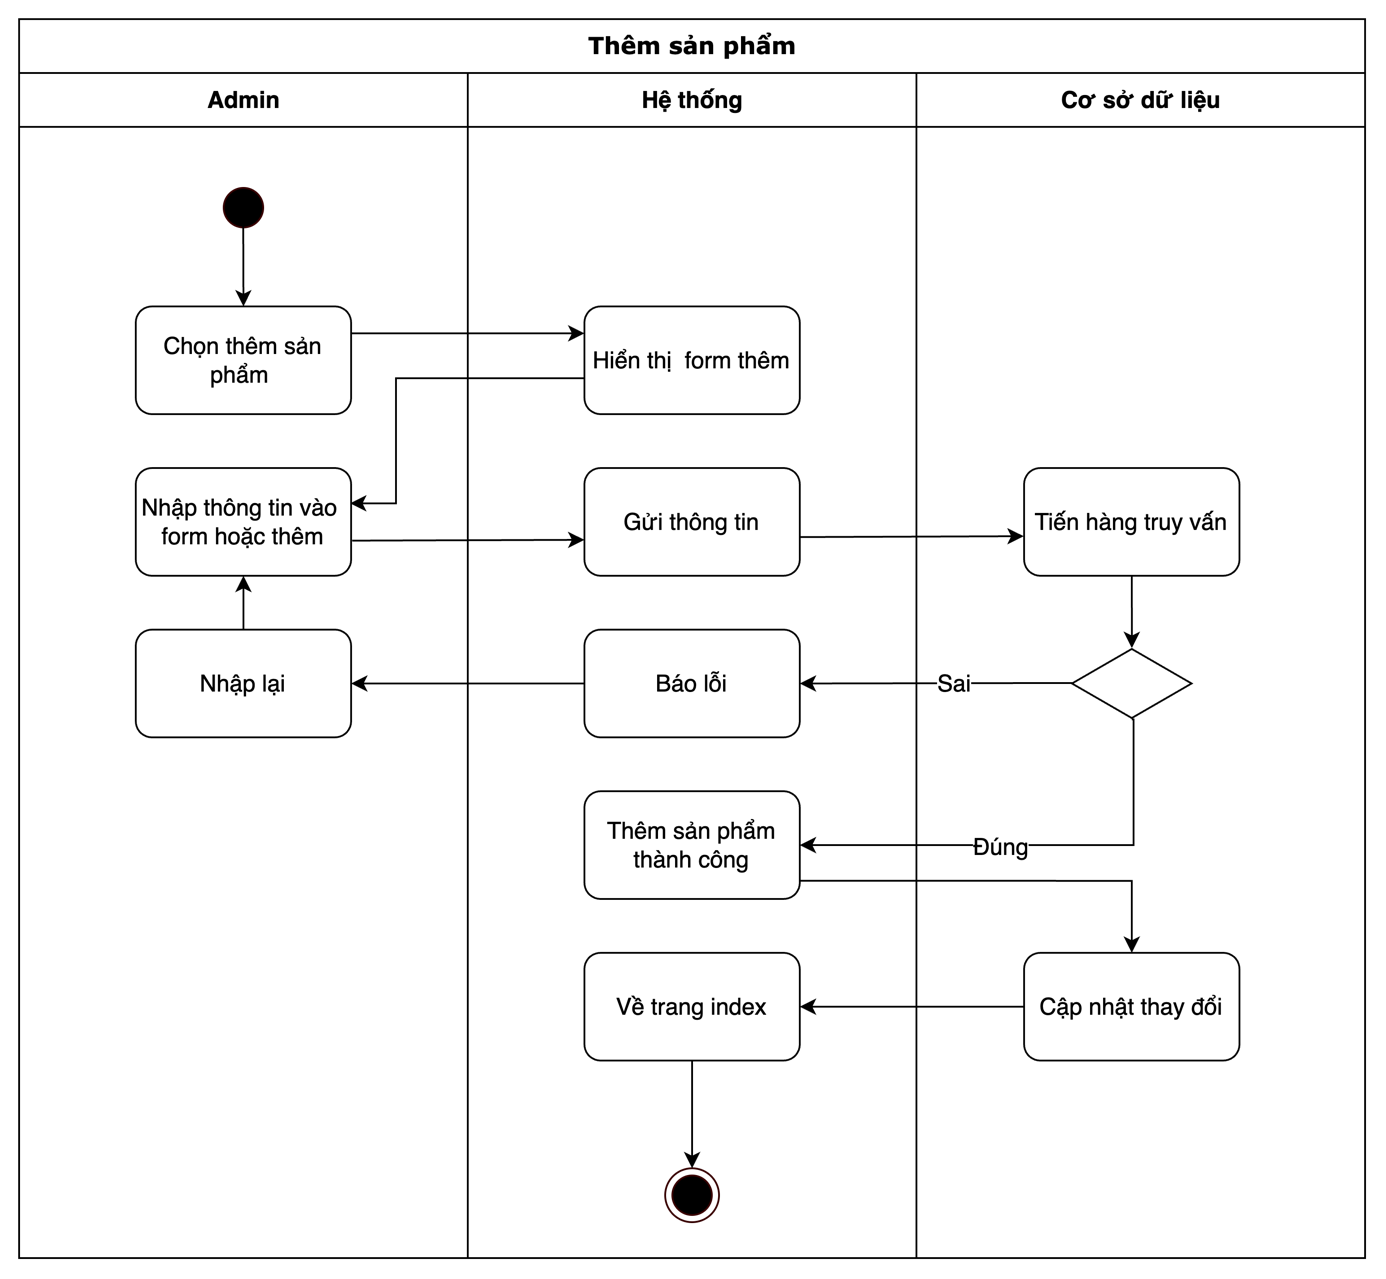 Thêm sản phẩm
Admin
Hệ thống
Cơ sở dữ liệu
Chọn thêm sản
phẩm
Hiển thị form thêm
Nhập thông tin vào
form hoặc thêm
Gửi thông tin
Tiến hàng truy vấn
Nhập lại
Báo lỗi
Sai
Thêm sản phẩm
thành công
Đúng
Về trang index
Cập nhật thay đổi